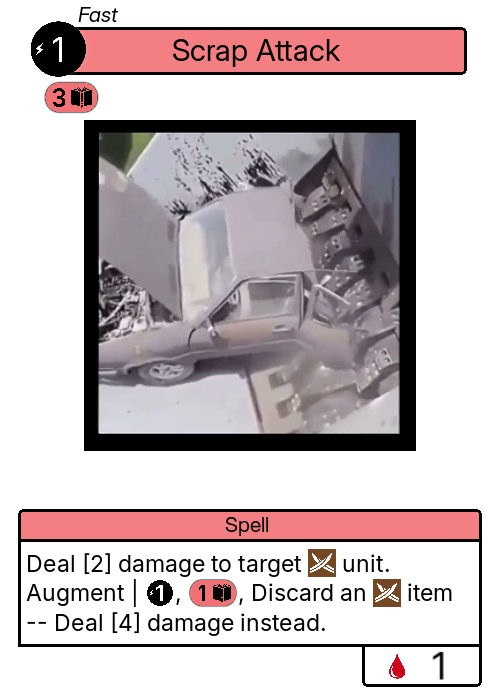 Fast
1 Scrap Attack
3
Spell
Deal [2] damage to target unit.
Augment | 1, 1, Discard an item
-- Deal [4] damage instead.
1